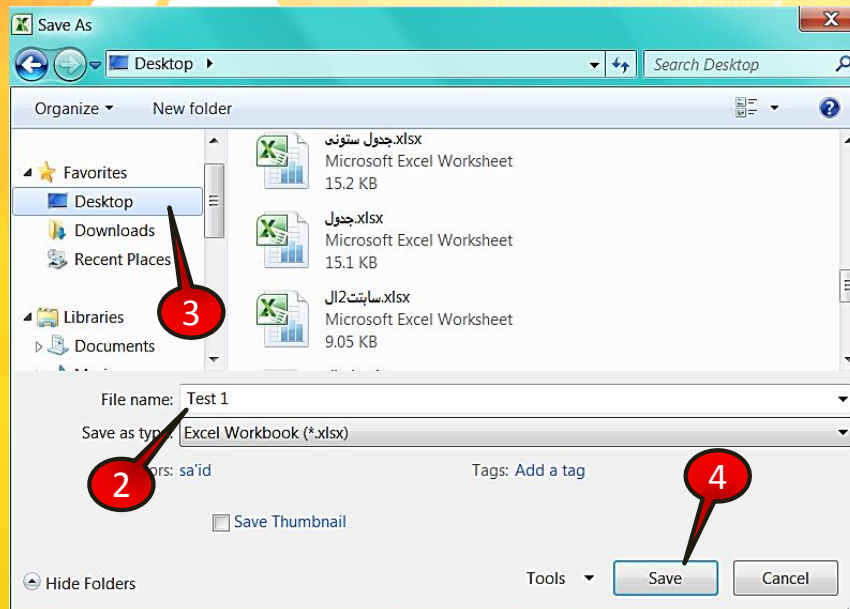 Save As
Desktop
Search Desktop
Organize
New folder
Favorites
Desktop
Downloads
Recent Places
Libraries
Documents
جدول ستونی.xlsx
Microsoft Excel Worksheet
15.2 KB
جدول.xlsx
Microsoft Excel Worksheet
15.1 KB
سابتت2ال.xlsx
Microsoft Excel Worksheet
9.05 KB
3
File name: Test 1
Save as type: Excel Workbook (*.xlsx)
sa'id
Tags: Add a tag
2
4
Save Thumbnail
Hide Folders
Tools
Save
Cancel